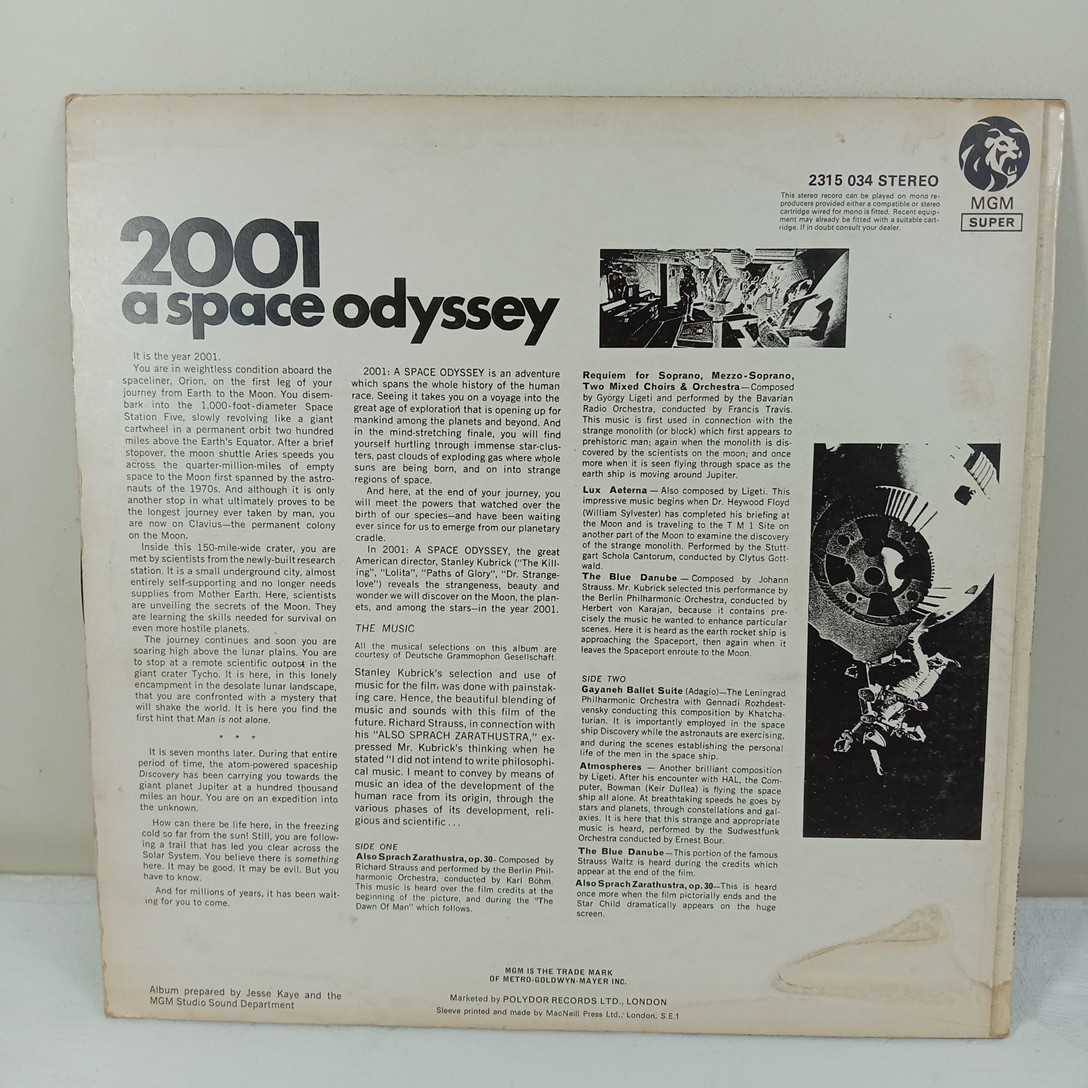 2315 034 STEREO
This stereo record can be played on mono re-
producers provided either a compatible or stereo
cartridge wired for mono is fitted. Recent equip-
ment may already be fitted with a suitable cart-
ridge. If in doubt consult your dealer.
MGM
SUPER
2001
a space odyssey
It is the year 2001.
You are in weightless condition aboard the
spaceliner, Orion, on the first leg of your
journey from Earth to the Moon. You disem-
bark into the 1,000-foot-diameter Space
Station Five, slowly revolving like a giant
cartwheel in a permanent orbit two hundred
miles above the Earth's Equator. After a brief
stopover, the moon shuttle Aries speeds you
across the quarter-million-miles of empty
space to the Moon first spanned by the astro-
nauts of the 1970s. And although it is only
another stop in what ultimately proves to be
the longest journey ever taken by man, you
are now on Clavius—the permanent colony
on the Moon.
Inside this 150-mile-wide crater, you are
met by scientists from the newly-built research
station. It is a small underground city, almost
entirely self-supporting and no longer needs
supplies from Mother Earth. Here, scientists
are unveiling the secrets of the Moon. They
are learning the skills needed for survival on
even more hostile planets.
The journey continues and soon you are
soaring high above the lunar plains. You are
to stop at a remote scientific outpost in the
giant crater Tycho. It is here, in this lonely
encampment in the desolate lunar landscape,
that you are confronted with a mystery that
will shake the world. It is here you find the
first hint that Man is not alone.
* * *
It is seven months later. During that entire
period of time, the atom-powered spaceship
Discovery has been carrying you towards the
giant planet Jupiter at a hundred thousand
miles an hour. You are on an expedition into
the unknown.
How can there be life here, in the freezing
cold so far from the sun! Still, you are follow-
ing a trail that has led you clear across the
Solar System. You believe there is something
here. It may be good. It may be evil. But you
have to know.
And for millions of years, it has been wait-
ing for you to come.
2001: A SPACE ODYSSEY is an adventure
which spans the whole history of the human
race. Seeing it takes you on a voyage into the
great age of exploration that is opening up for
mankind among the planets and beyond. And
in the mind-stretching finale, you will find
yourself hurtling through immense star-clus-
ters, past clouds of exploding gas where whole
suns are being born, and on into strange
regions of space.
And here, at the end of your journey, you
will meet the powers that watched over the
birth of our species—and have been waiting
ever since for us to emerge from our planetary
cradle.
In 2001: A SPACE ODYSSEY, the great
American director, Stanley Kubrick ("The Kill-
ing", "Lolita", "Paths of Glory", "Dr. Strange-
love") reveals the strangeness, beauty and
wonder we will discover on the Moon, the plan-
ets, and among the stars—in the year 2001.
THE MUSIC
All the musical selections on this album are
courtesy of Deutsche Grammophon Gesellschaft.
Stanley Kubrick's selection and use of
music for the film was done with painstak-
ing care. Hence, the beautiful blending of
music and sounds with this film of the
future. Richard Strauss, in connection with
his "ALSO SPRACH ZARATHUSTRA," ex-
pressed Mr. Kubrick's thinking when he
stated "I did not intend to write philosophi-
cal music. I meant to convey by means of
music an idea of the development of the
human race from its origin, through the
various phases of its development, reli-
gious and scientific . . .
SIDE ONE
Also Sprach Zarathustra, op. 30- Composed by
Richard Strauss and performed by the Berlin Phil-
harmonic Orchestra, conducted by Karl Böhm.
This music is heard over the film credits at the
beginning of the picture, and during the "The
Dawn Of Man" which follows.
Requiem for Soprano, Mezzo-Soprano,
Two Mixed Choirs & Orchestra—Composed
by György Ligeti and performed by the Bavarian
Radio Orchestra, conducted by Francis Travis.
This music is first used in connection with the
strange monolith (or block) which first appears to
prehistoric man; again when the monolith is dis-
covered by the scientists on the moon; and once
more when it is seen flying through space as the
earth ship is moving around Jupiter.
Lux Aeterna — Also composed by Ligeti. This
impressive music begins when Dr. Heywood Floyd
(William Sylvester) has completed his briefing at
the Moon and is traveling to the T M 1 Site on
another part of the Moon to examine the discovery
of the strange monolith. Performed by the Stutt-
gart Schola Cantorum, conducted by Clytus Gott-
wald.
The Blue Danube — Composed by Johann
Strauss. Mr. Kubrick selected this performance by
the Berlin Philharmonic Orchestra, conducted by
Herbert von Karajan, because it contains pre-
cisely the music he wanted to enhance particular
scenes. Here it is heard as the earth rocket ship is
approaching the Spaceport, then again when it
leaves the Spaceport enroute to the Moon.
SIDE TWO
Gayaneh Ballet Suite (Adagio)—The Leningrad
Philharmonic Orchestra with Gennadi Rozhdest-
vensky conducting this composition by Khatcha-
turian. It is importantly employed in the space
ship Discovery while the astronauts are exercising,
and during the scenes establishing the personal
life of the men in the space ship.
Atmospheres — Another brilliant composition
by Ligeti. After his encounter with HAL, the Com-
puter, Bowman (Keir Dullea) is flying the space
ship all alone. At breathtaking speeds he goes by
stars and planets, through constellations and gal-
axies. It is here that this strange and appropriate
music is heard, performed by the Sudwestfunk
Orchestra conducted by Ernest Bour.
The Blue Danube—This portion of the famous
Strauss Waltz is heard during the credits which
appear at the end of the film.
Also Sprach Zarathustra, op. 30—This is heard
once more when the film pictorially ends and the
Star Child dramatically appears on the huge
screen.
MGM IS THE TRADE MARK
OF METRO-GOLDWYN-MAYER INC.
Album prepared by Jesse Kaye and the
MGM Studio Sound Department
Marketed by POLYDOR RECORDS LTD., LONDON
Sleeve printed and made by MacNeill Press Ltd., London, S.E.1